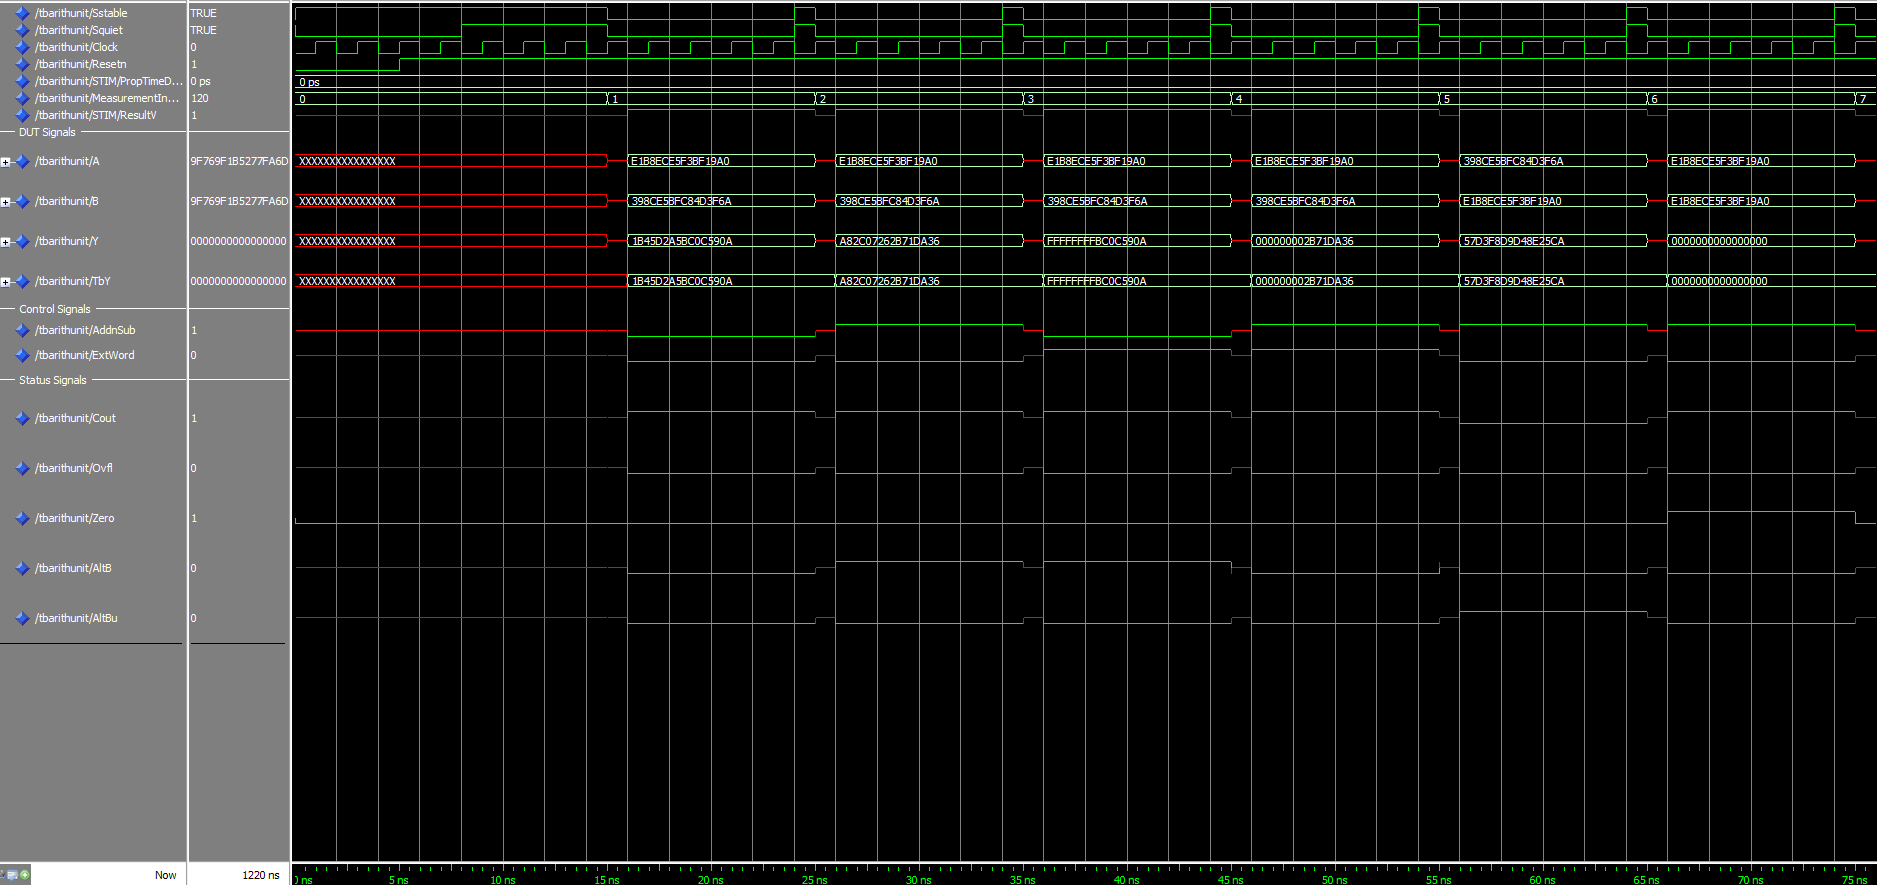 /tbarithunit/Sstable TRUE
/tbarithunit/Squiet TRUE
/tbarithunit/Clock 0
/tbarithunit/Resetn 1
/tbarithunit/STIM/PropTimeD... 0 ps 0 ps
/tbarithunit/MeasurementIn... 120 0 1 2 3 4 5 6 7
/tbarithunit/STIM/ResultV 1
DUT Signals
/tbarithunit/A 9F769F1B5277FA6D XXXXXXXXXXXXXXXX E1B8ECE5F3BF19A0 E1B8ECE5F3BF19A0 E1B8ECE5F3BF19A0 E1B8ECE5F3BF19A0 398CE5BFC84D3F6A E1B8ECE5F3BF19A0
/tbarithunit/B 9F769F1B5277FA6D XXXXXXXXXXXXXXXX 398CE5BFC84D3F6A 398CE5BFC84D3F6A 398CE5BFC84D3F6A 398CE5BFC84D3F6A E1B8ECE5F3BF19A0 E1B8ECE5F3BF19A0
/tbarithunit/Y 0000000000000000 XXXXXXXXXXXXXXXX 1B45D2A5BC0C590A A82C07262B71DA36 FFFFFFFFBC0C590A 000000002B71DA36 57D3F8D9D48E25CA 0000000000000000
/tbarithunit/TbY 0000000000000000 XXXXXXXXXXXXXXXX 1B45D2A5BC0C590A A82C07262B71DA36 FFFFFFFFBC0C590A 000000002B71DA36 57D3F8D9D48E25CA 0000000000000000
Control Signals
/tbarithunit/AddnSub 1
/tbarithunit/ExtWord 0
Status Signals
/tbarithunit/Cout 1
/tbarithunit/Ovfl 0
/tbarithunit/Zero 1
/tbarithunit/AltB 0
/tbarithunit/AltBu 0
Now 1220 ns ns 5 ns 10 ns 15 ns 20 ns 25 ns 30 ns 35 ns 40 ns 45 ns 50 ns 55 ns 60 ns 65 ns 70 ns 75 ns